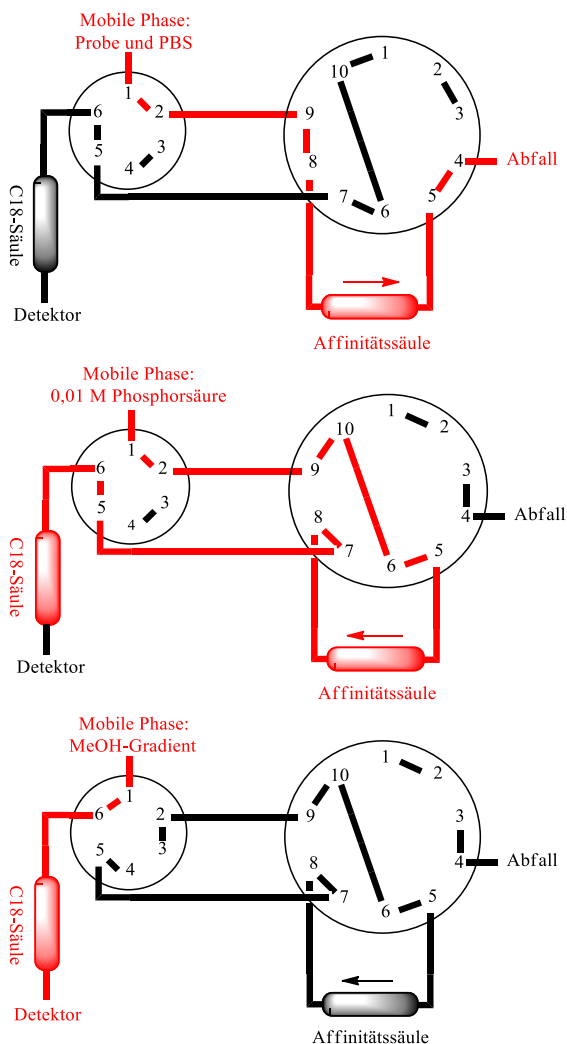 Mobile Phase:
Probe und PBS
1
2
3
4
5
6
1
2
3
4
5
6
7
8
9
10
Abfall
C18-Säule
Detektor
Affinitätssäule
Mobile Phase:
0,01 M Phosphorsäure
1
2
3
4
5
6
1
2
3
4
5
6
7
8
9
10
Abfall
C18-Säule
Detektor
Affinitätssäule
Mobile Phase:
MeOH-Gradient
1
2
3
4
5
6
1
2
3
4
5
6
7
8
9
10
Abfall
C18-Säule
Detektor
Affinitätssäule